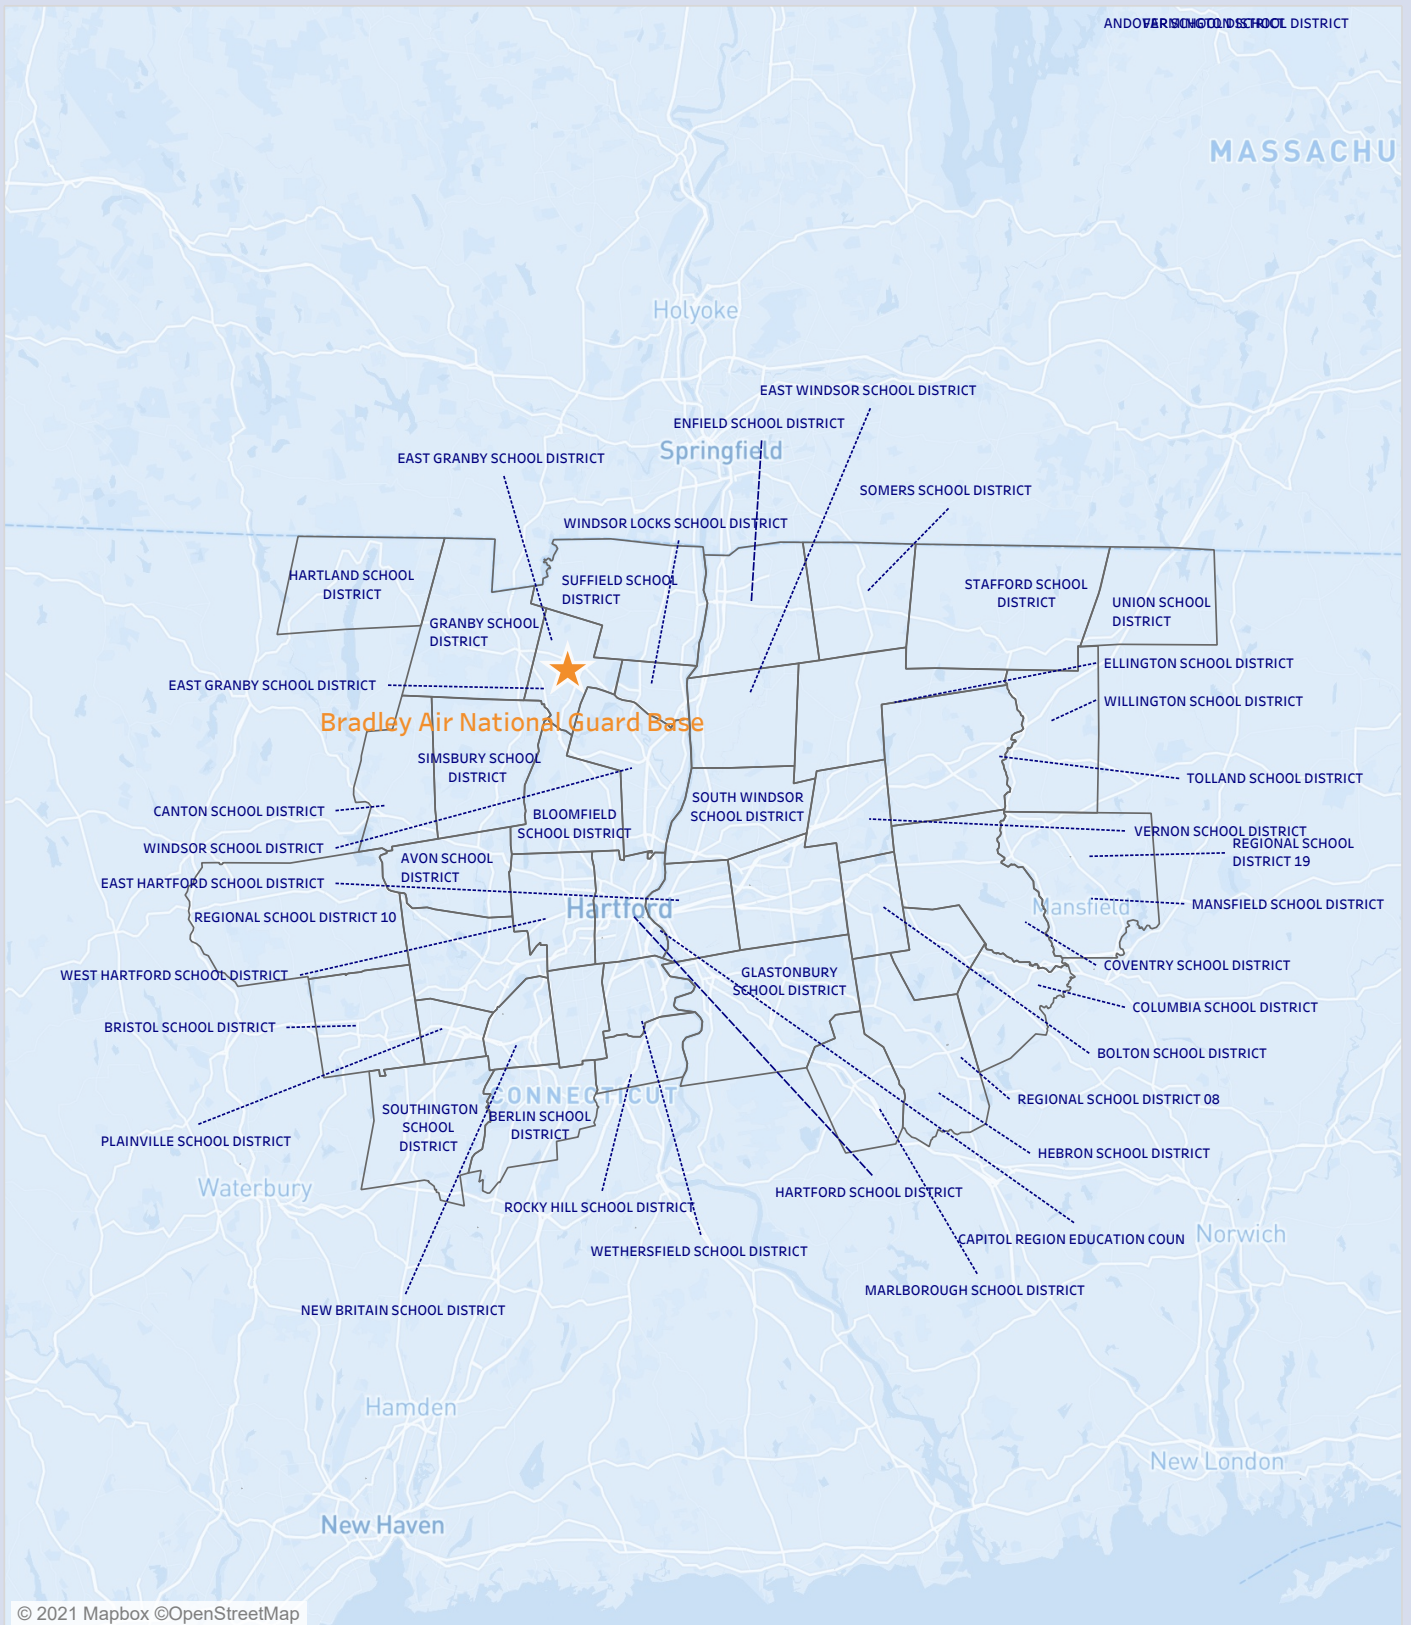 ANDOVER SCHOOL DISTRICT
FARMINGTON SCHOOL DISTRICT
MASSACHU
Holyoke
EAST WINDSOR SCHOOL DISTRICT
ENFIELD SCHOOL DISTRICT
Springfield
EAST GRANBY SCHOOL DISTRICT
SOMERS SCHOOL DISTRICT
WINDSOR LOCKS SCHOOL DISTRICT
HARTLAND SCHOOL
DISTRICT
SUFFIELD SCHOOL
DISTRICT
STAFFORD SCHOOL
DISTRICT
UNION SCHOOL
DISTRICT
GRANBY SCHOOL
DISTRICT
ELLINGTON SCHOOL DISTRICT
EAST GRANBY SCHOOL DISTRICT
WILLINGTON SCHOOL DISTRICT
Bradley Air National Guard Base
SIMSBURY SCHOOL
DISTRICT
TOLLAND SCHOOL DISTRICT
SOUTH WINDSOR
SCHOOL DISTRICT
CANTON SCHOOL DISTRICT
BLOOMFIELD
SCHOOL DISTRICT
VERNON SCHOOL DISTRICT
REGIONAL SCHOOL
DISTRICT 19
WINDSOR SCHOOL DISTRICT
AVON SCHOOL
DISTRICT
EAST HARTFORD SCHOOL DISTRICT
Hartford
Mansfield
MANSFIELD SCHOOL DISTRICT
REGIONAL SCHOOL DISTRICT 10
COVENTRY SCHOOL DISTRICT
WEST HARTFORD SCHOOL DISTRICT
GLASTONBURY
SCHOOL DISTRICT
COLUMBIA SCHOOL DISTRICT
BRISTOL SCHOOL DISTRICT
BOLTON SCHOOL DISTRICT
CONNECTICUT
REGIONAL SCHOOL DISTRICT 08
SOUTHINGTON
SCHOOL
DISTRICT
BERLIN SCHOOL
DISTRICT
PLAINVILLE SCHOOL DISTRICT
HEBRON SCHOOL DISTRICT
Waterbury
HARTFORD SCHOOL DISTRICT
ROCKY HILL SCHOOL DISTRICT
Norwich
CAPITOL REGION EDUCATION COUN
WETHERSFIELD SCHOOL DISTRICT
MARLBOROUGH SCHOOL DISTRICT
NEW BRITAIN SCHOOL DISTRICT
Hamden
New London
New Haven
© 2021 Mapbox ©OpenStreetMap